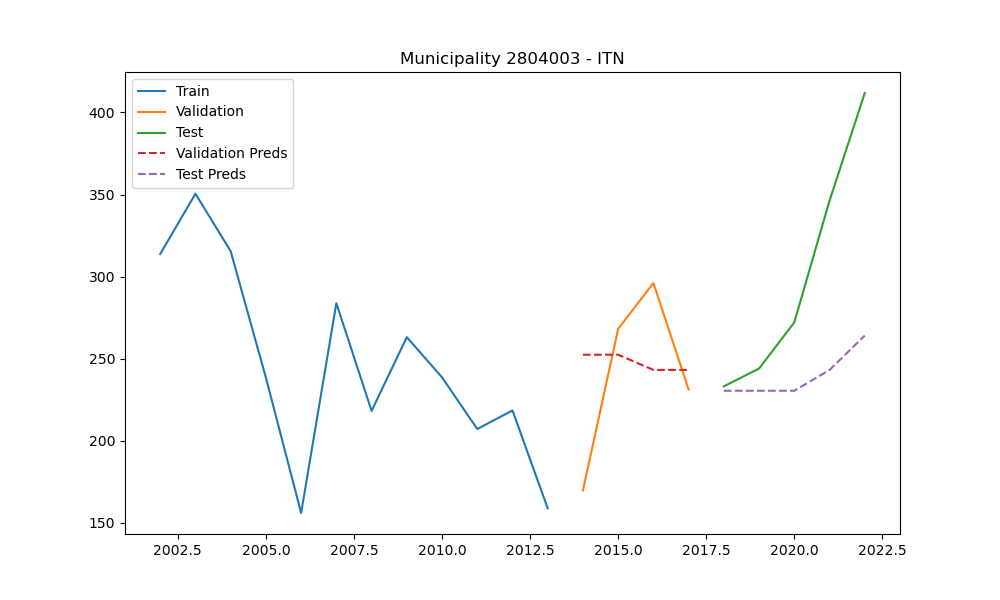 Municipality 2804003 - ITN
Train
Validation
Test
Validation Preds
Test Preds
400
350
300
250
200
150
2002.5 2005.0 2007.5 2010.0 2012.5 2015.0 2017.5 2020.0 2022.5